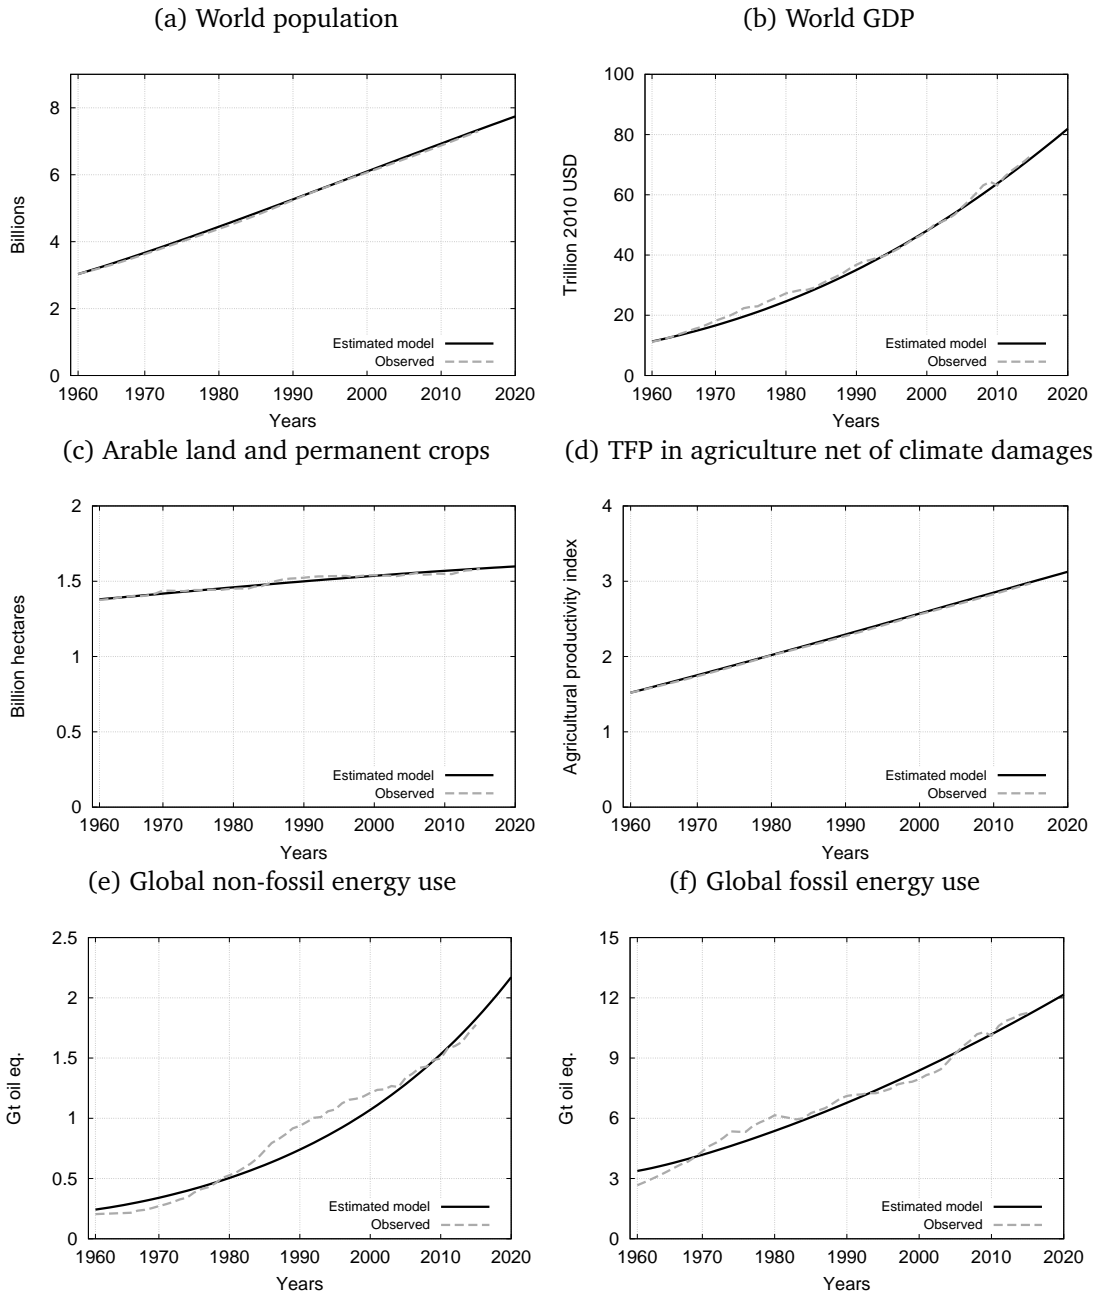 (a) World population
(b) World GDP
8
6
4
2
0
Billions
Estimated model
Observed
1960 1970 1980 1990 2000 2010 2020
Years
100
80
60
40
20
0
Trillion 2010 USD
Estimated model
Observed
1960 1970 1980 1990 2000 2010 2020
Years
(c) Arable land and permanent crops
(d) TFP in agriculture net of climate damages
2
1.5
1
0.5
0
Billion hectares
Estimated model
Observed
1960 1970 1980 1990 2000 2010 2020
Years
4
3
2
1
0
Agricultural productivity index
Estimated model
Observed
1960 1970 1980 1990 2000 2010 2020
Years
(e) Global non-fossil energy use
(f) Global fossil energy use
2.5
2
1.5
1
0.5
0
Gt oil eq.
Estimated model
Observed
1960 1970 1980 1990 2000 2010 2020
Years
15
12
9
6
3
0
Gt oil eq.
Estimated model
Observed
1960 1970 1980 1990 2000 2010 2020
Years